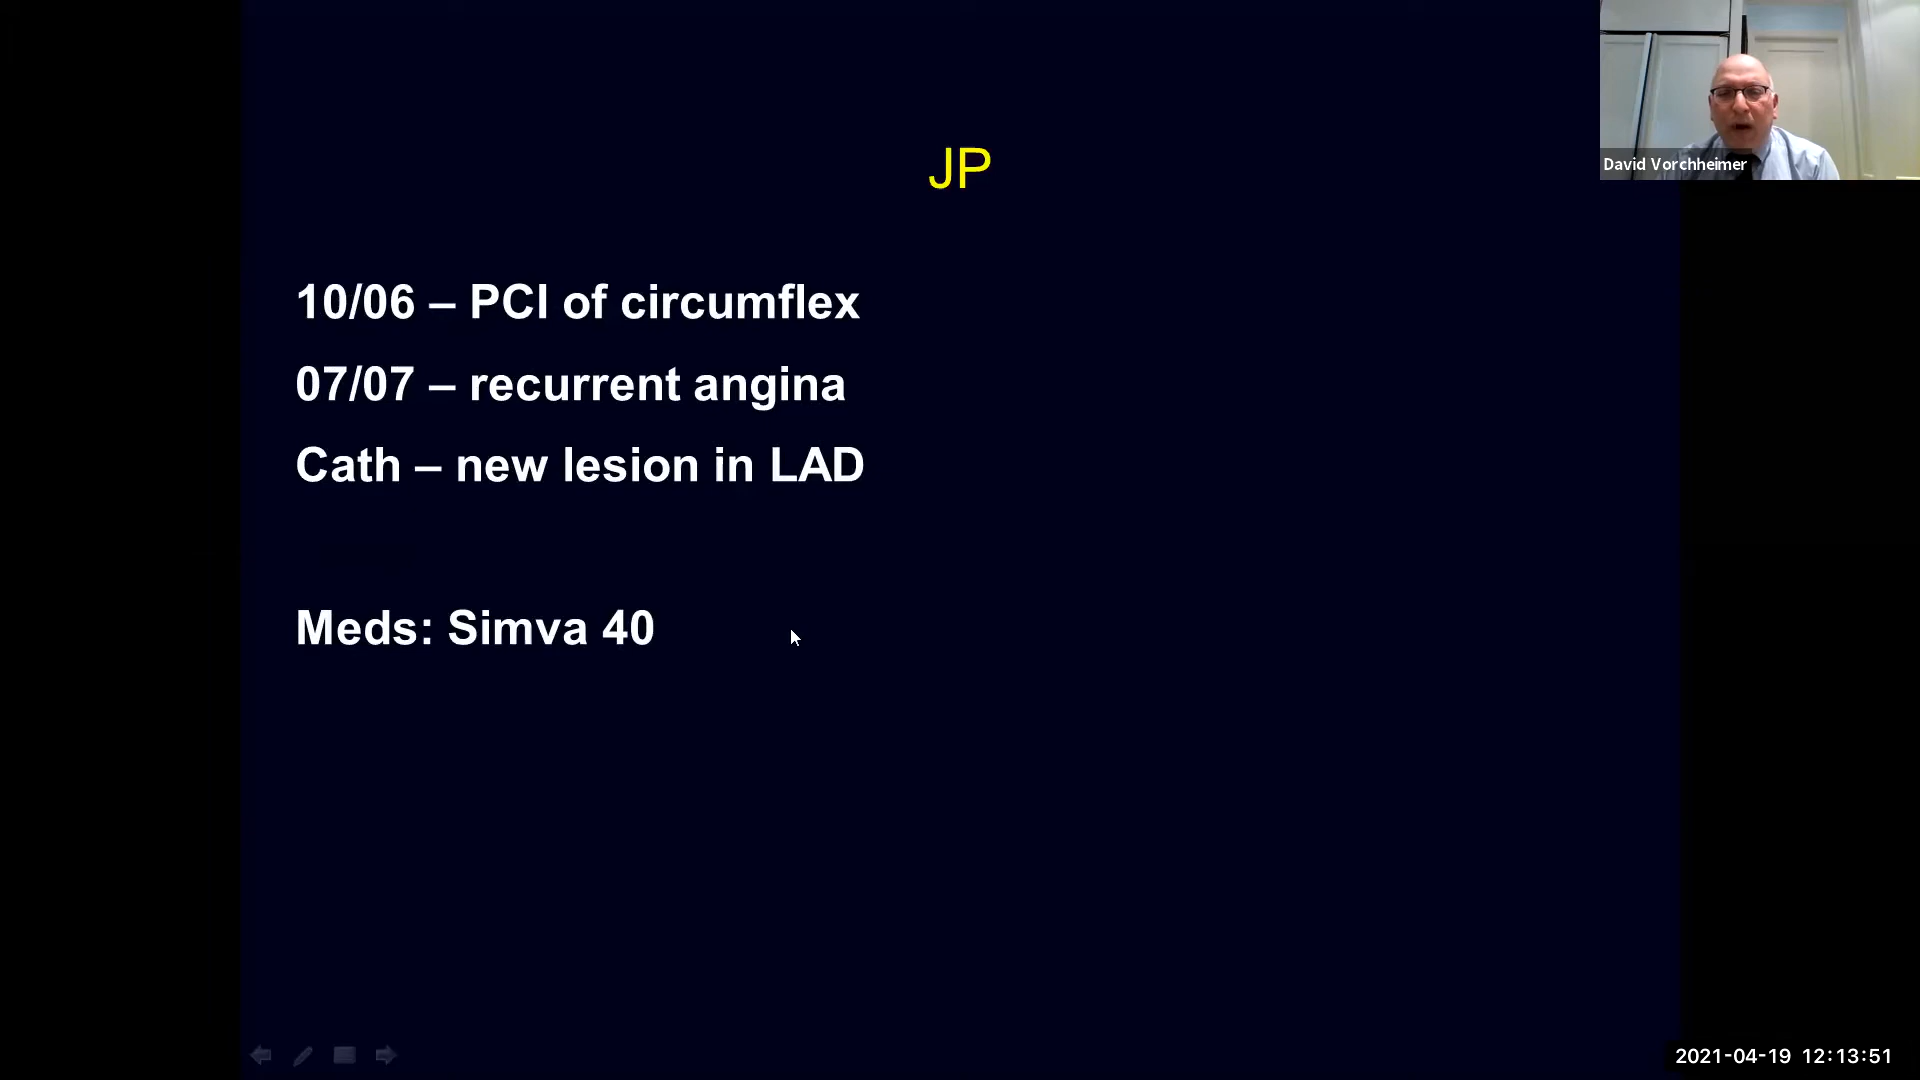 JP
David Vorchheimer
10/06 – PCI of circumflex
07/07 – recurrent angina
Cath – new lesion in LAD
Meds: Simva 40
2021-04-19 12:13:51